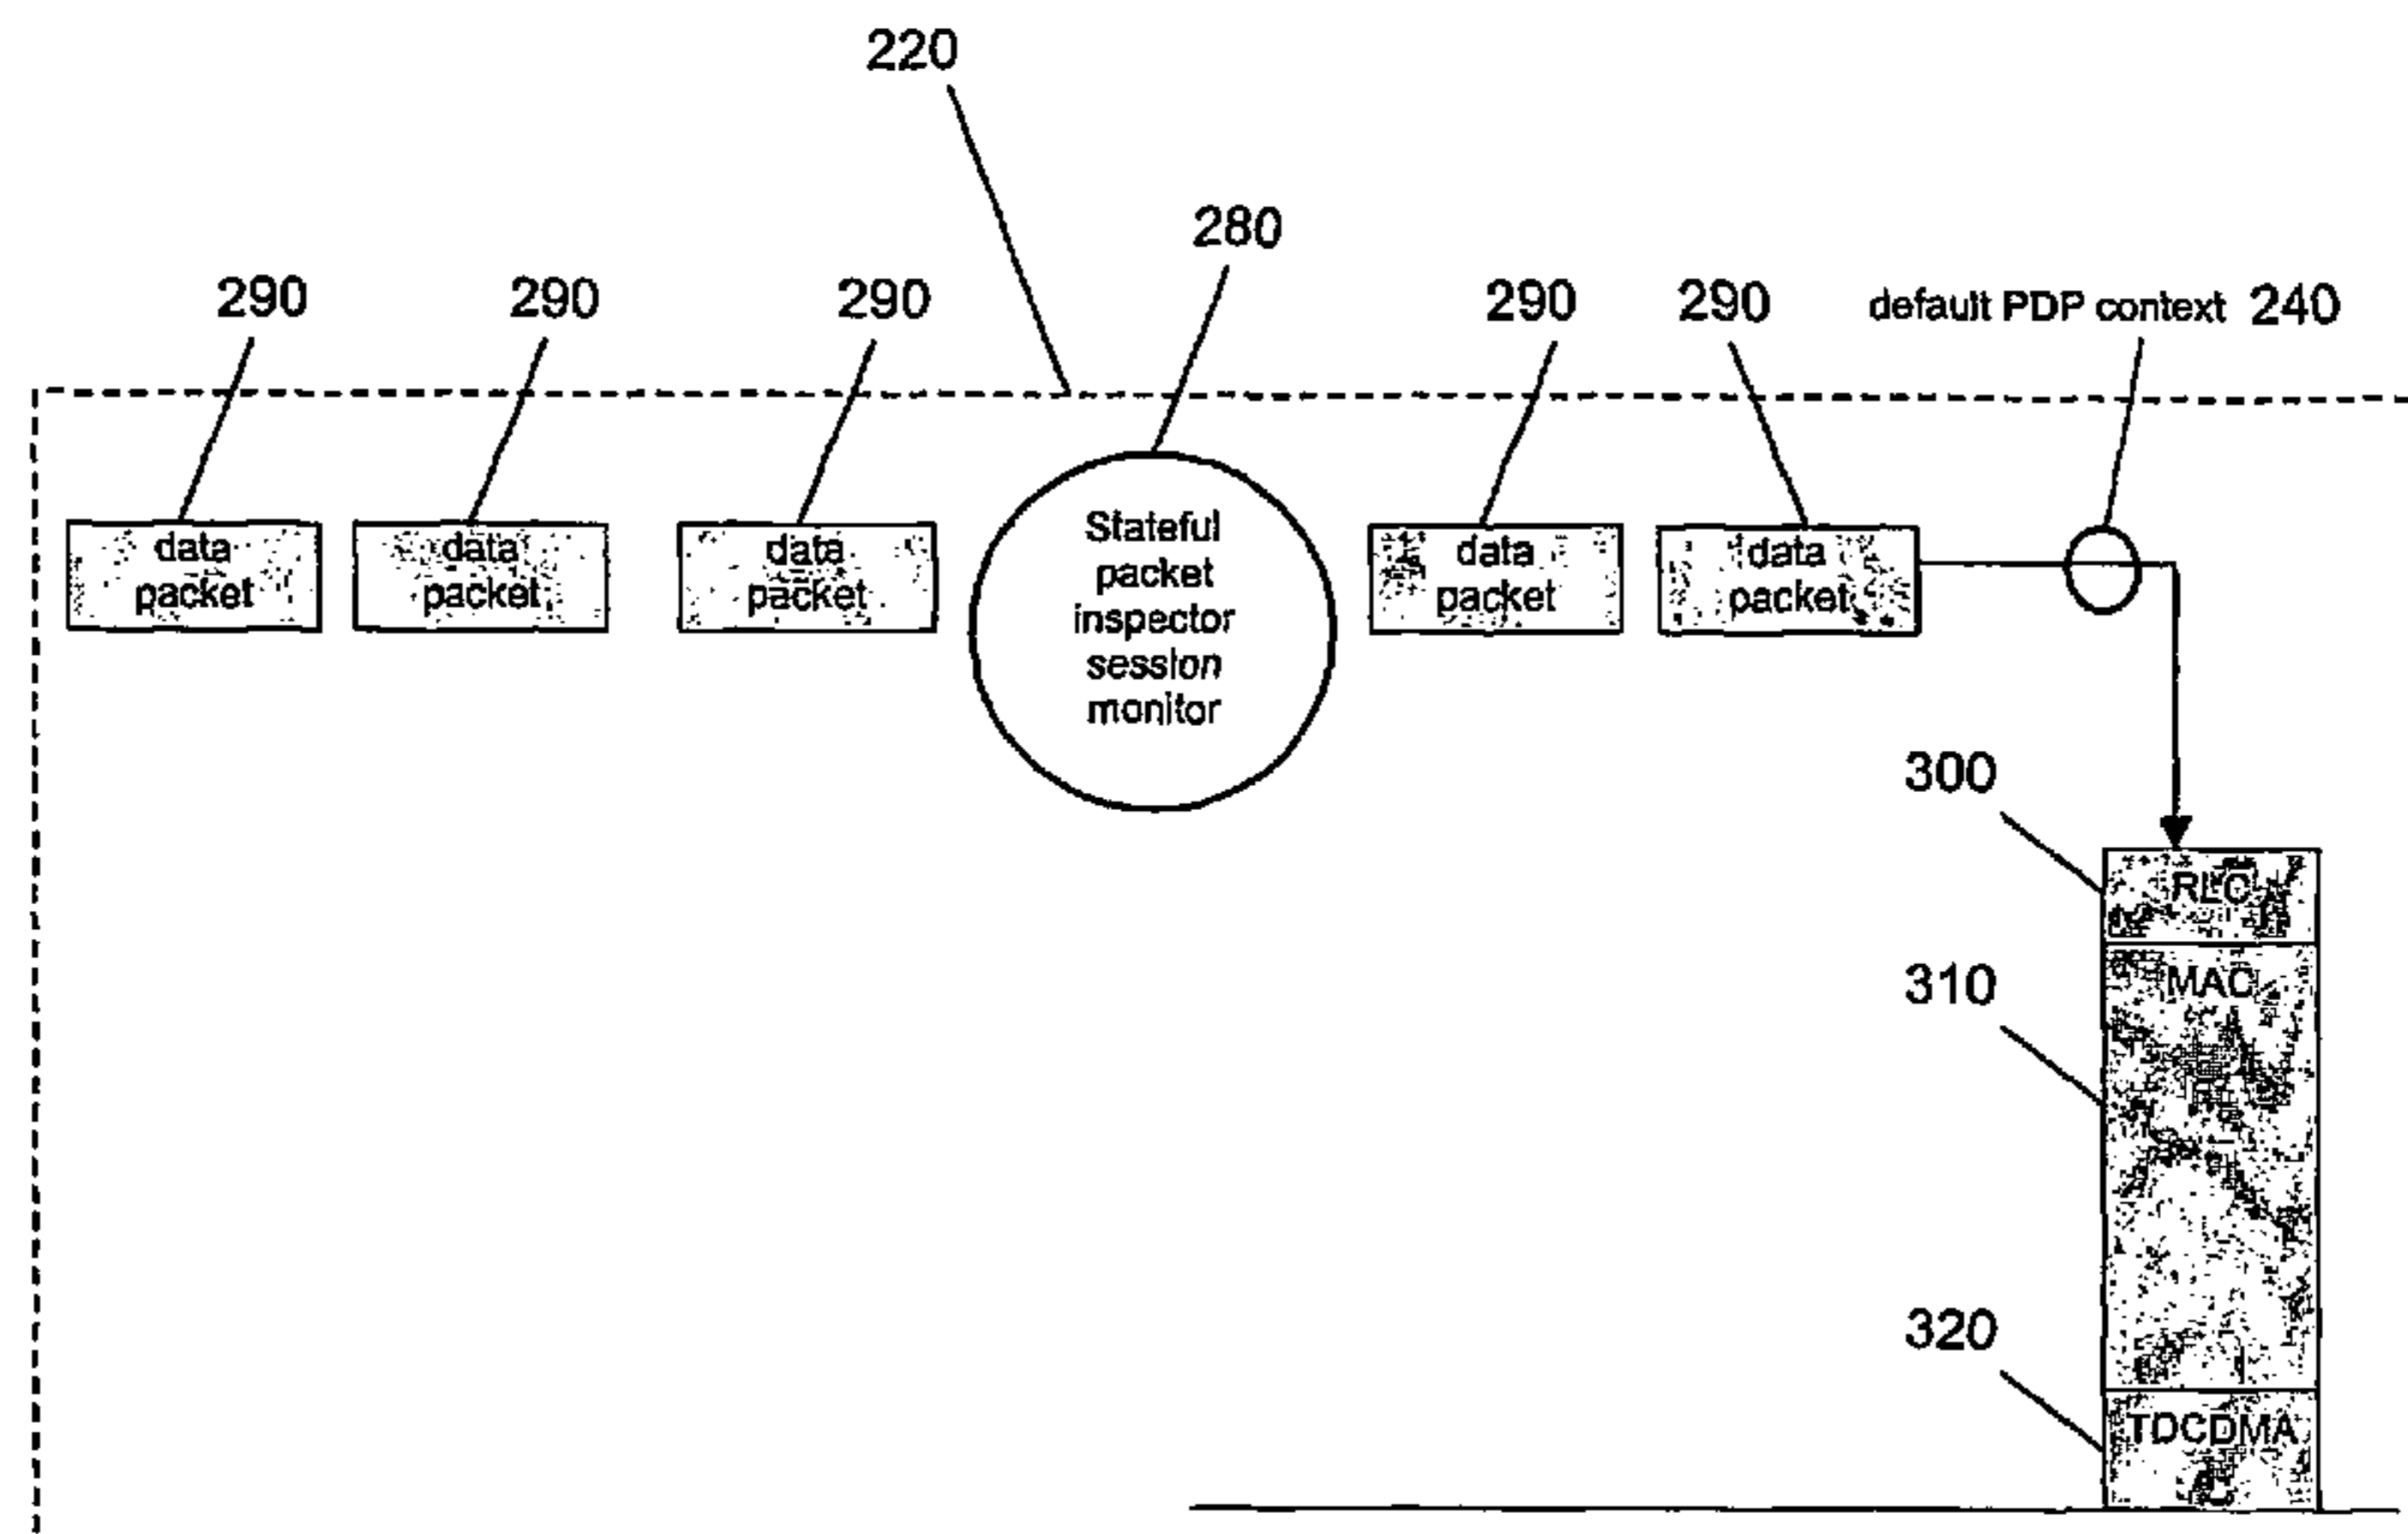 220
280
290
290
290
290
290
default PDP context 240
data
packet
data
packet
data
packet
Stateful
packet
inspector
session
monitor
data
packet
data
packet
300
RLC
310
MAC
320
TDCDMA